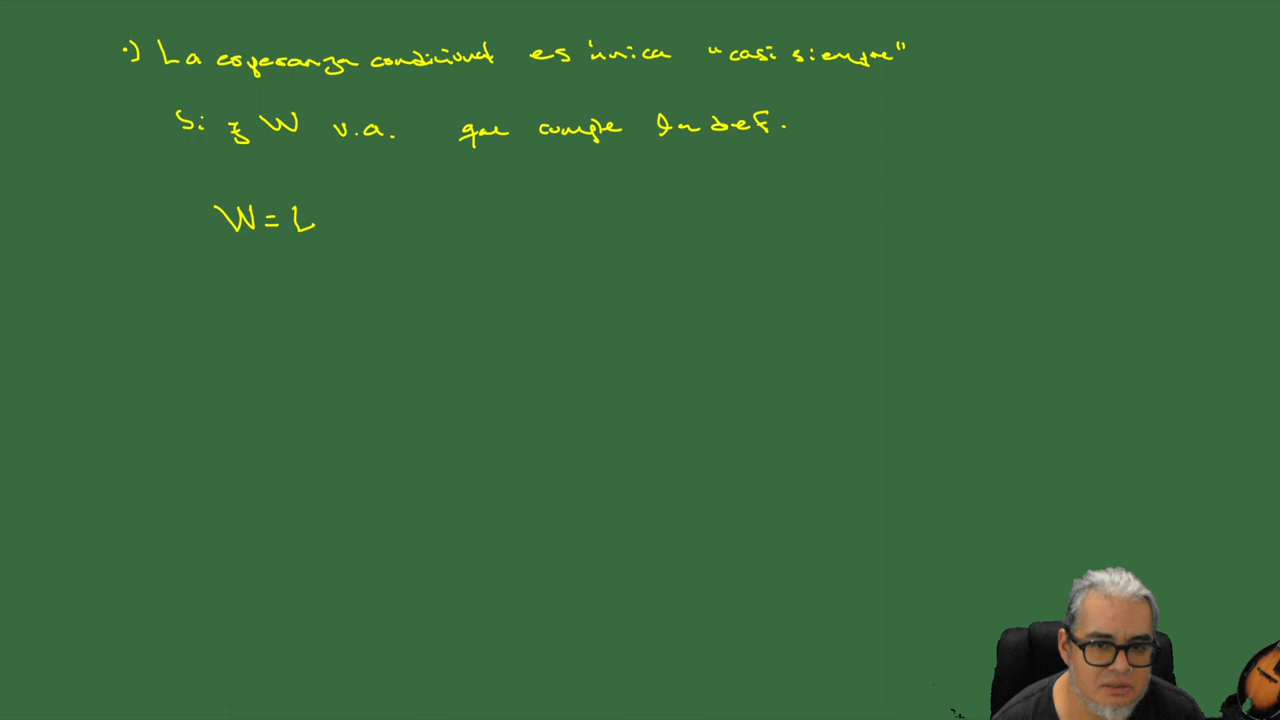 •) La esperanza condicional es única "casi siempre"
Si ∃ W v.a. que cumple la def.
W = L